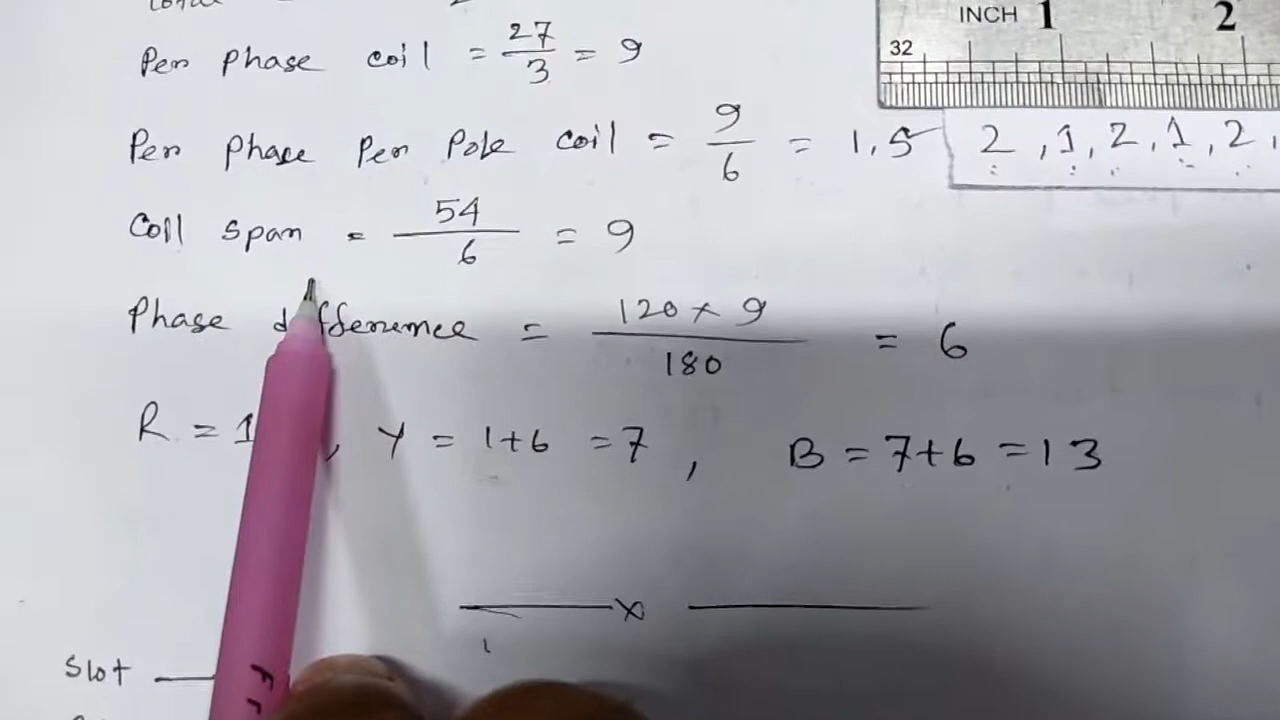 INCH 1 2
32
Per phase coil = 27/3 = 9
Per phase Per Pole coil = 9/6 = 1.5 2, 1, 2, 1, 2,
Coil span = 54/6 = 9
Phase difference = 120 × 9/180 = 6
R = 1, Y = 1+6 = 7, B = 7+6 = 13
x
1
Slot